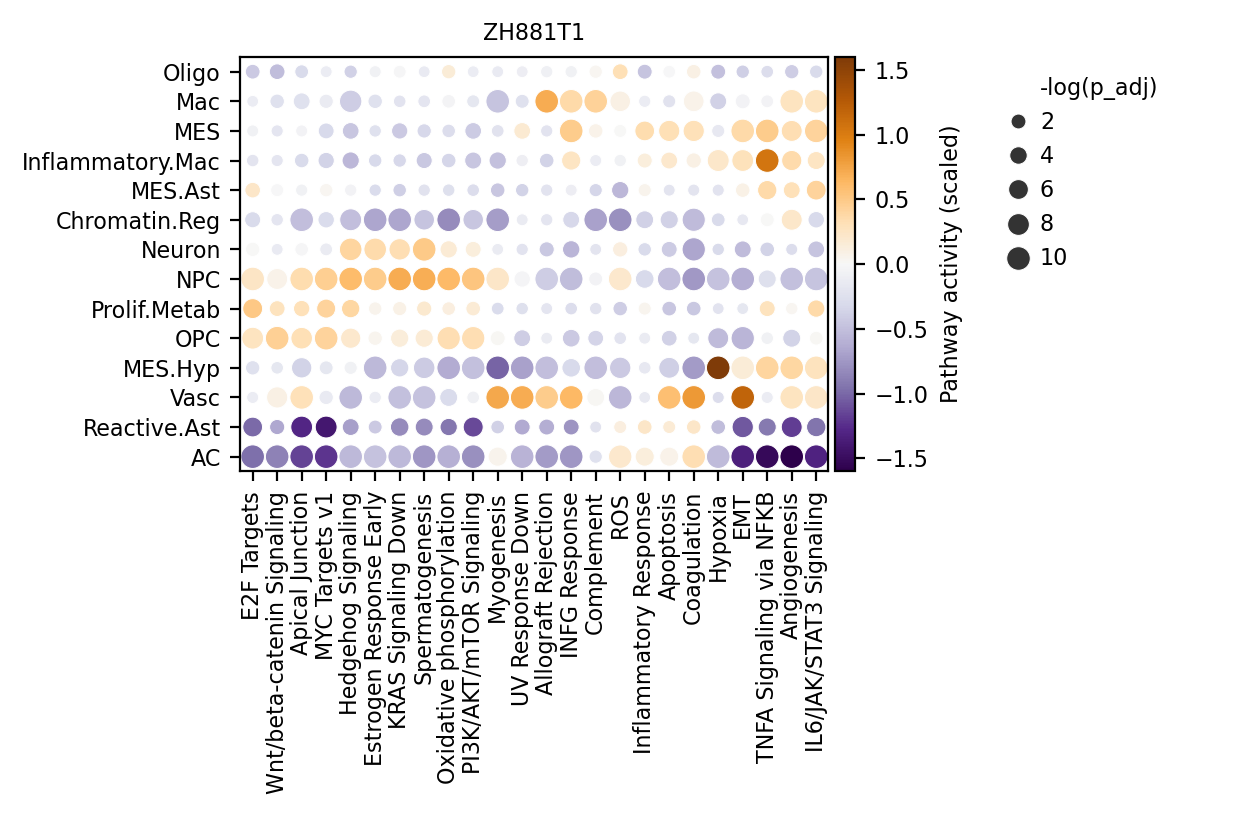 ZH881T1
Oligo
Mac
MES
Inflammatory.Mac
MES.Ast
Chromatin.Reg
Neuron
NPC
Prolif.Metab
OPC
MES.Hyp
Vasc
Reactive.Ast
AC
E2F Targets
Wnt/beta-catenin Signaling
Apical Junction
MYC Targets v1
Hedgehog Signaling
Estrogen Response Early
KRAS Signaling Down
Spermatogenesis
Oxidative phosphorylation
PI3K/AKT/mTOR Signaling
Myogenesis
UV Response Down
Allograft Rejection
INFG Response
Complement
ROS
Inflammatory Response
Apoptosis
Coagulation
Hypoxia
EMT
TNFA Signaling via NFKB
Angiogenesis
IL6/JAK/STAT3 Signaling
1.5
1.0
0.5
0.0
−0.5
−1.0
−1.5
Pathway activity (scaled)
-log(p_adj)
2
4
6
8
10